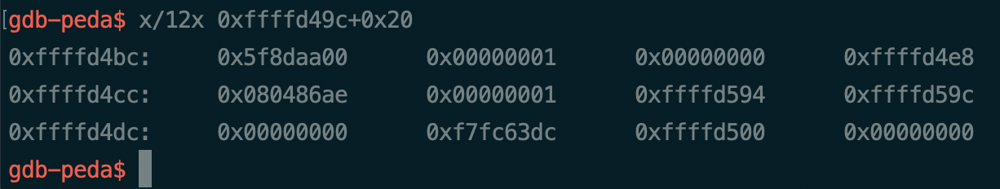 [gdb-peda$ x/12x 0xffffd49c+0x20
0xffffd4bc: 0x5f8daa00 0x00000001 0x00000000 0xffffd4e8
0xffffd4cc: 0x080486ae 0x00000001 0xffffd594 0xffffd59c
0xffffd4dc: 0x00000000 0xf7fc63dc 0xffffd500 0x00000000
gdb-peda$